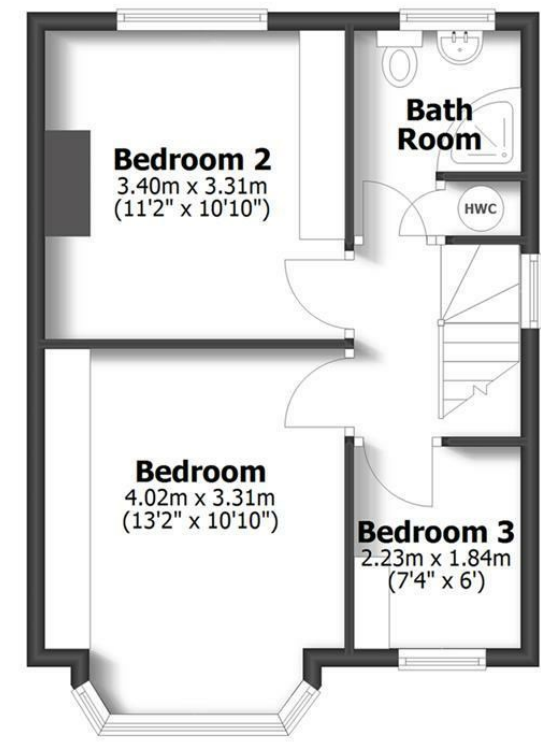 Bedroom 2
3.40m x 3.31m
(11'2" x 10'10")
Bath
Room
HWC
Bedroom
4.02m x 3.31m
(13'2" x 10'10")
Bedroom 3
2.23m x 1.84m
(7'4" x 6')